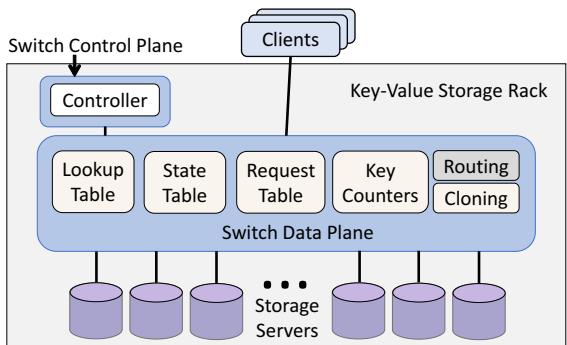 Clients
Switch Control Plane
Key-Value Storage Rack
Controller
Lookup
Table
State
Table
Request
Table
Key
Counters
Routing
Cloning
Switch Data Plane
Storage
Servers